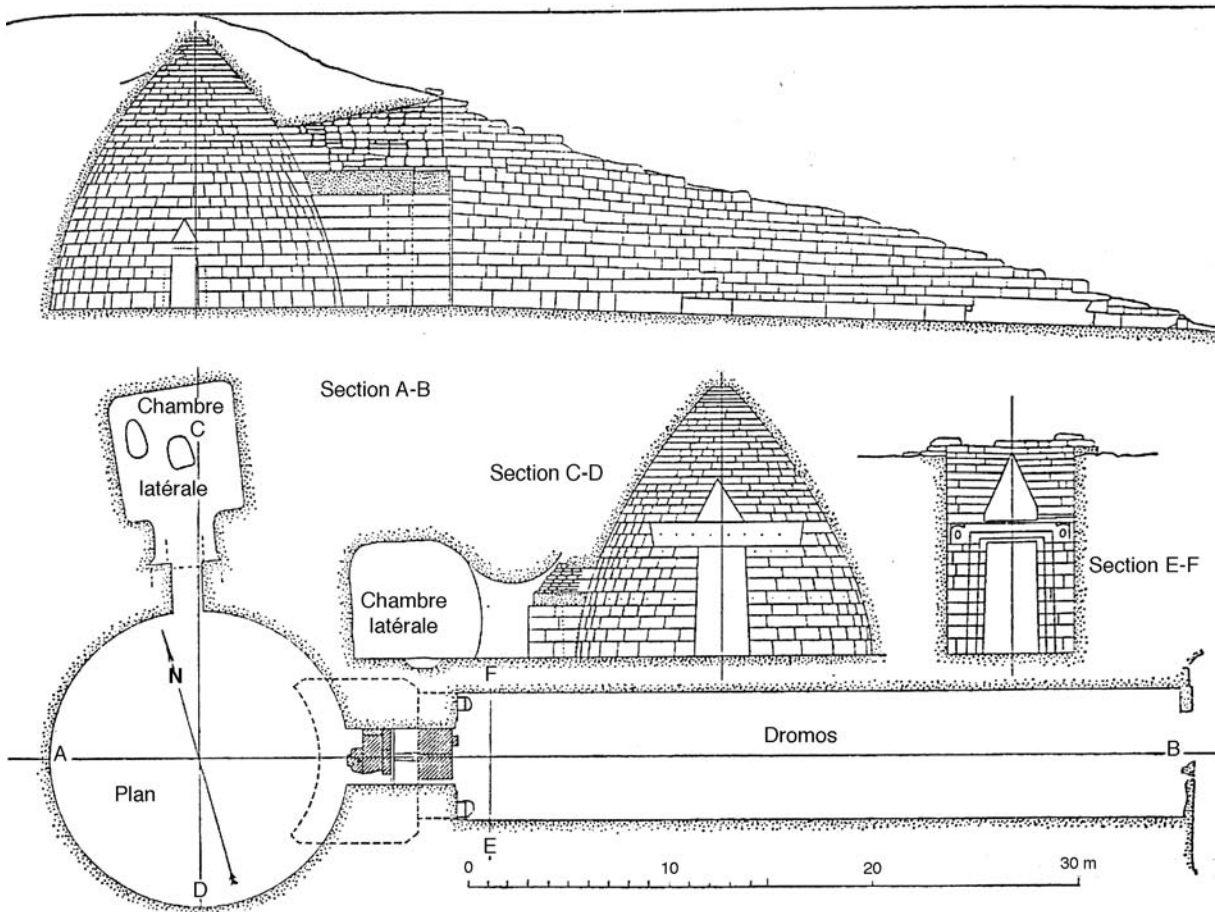 Section A-B
Chambre
C
latérale
Section C-D
Chambre
latérale
Section E-F
N
F
A
Dromos
B
Plan
E
D
0 10 20 30 m